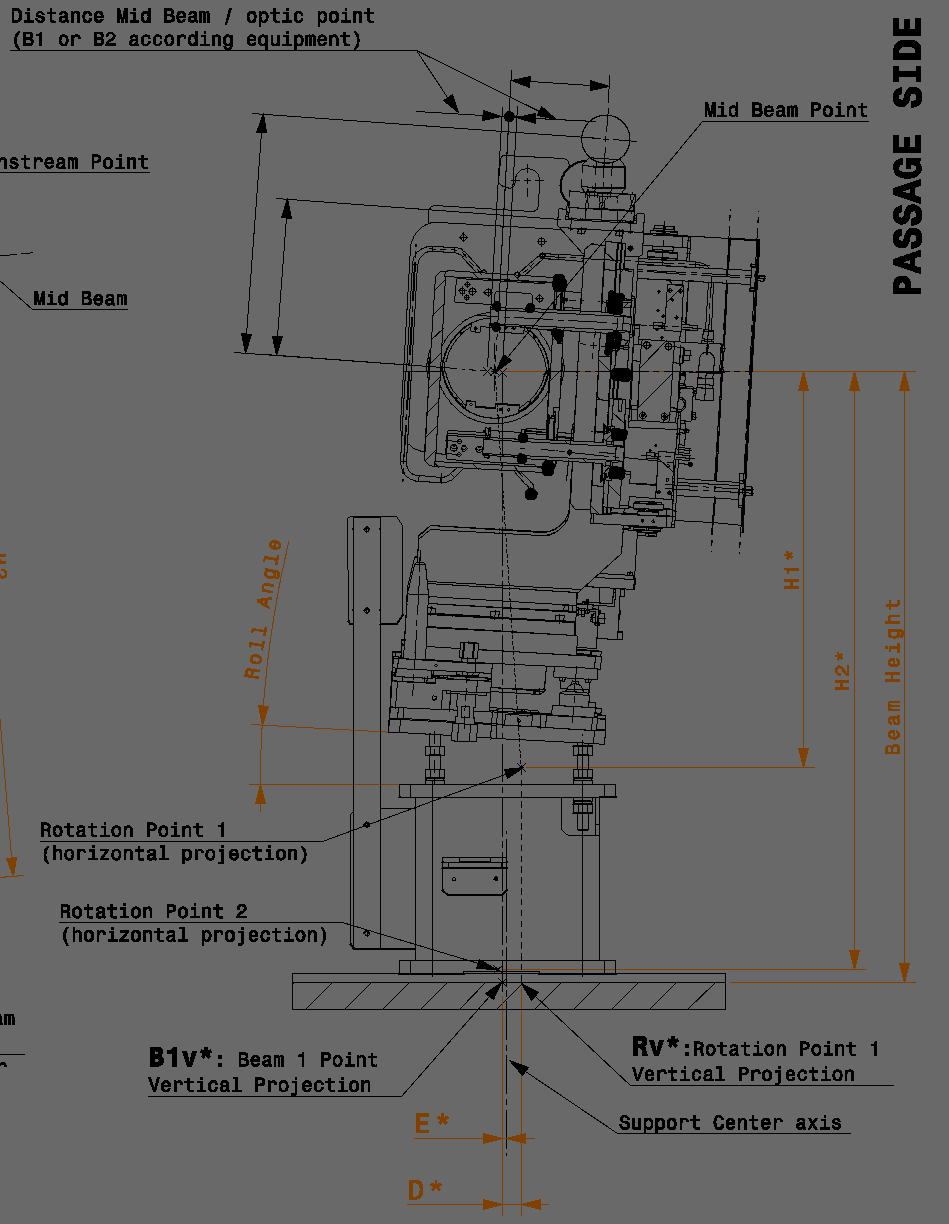 Distance Mid Beam / optic point
(B1 or B2 according equipment)
PASSAGE SIDE
Mid Beam Point
nstream Point
Mid Beam
Roll Angle
H1*
H2*
Beam Height
Rotation Point 1
(horizontal projection)
Rotation Point 2
(horizontal projection)
B1v*: Beam 1 Point
Vertical Projection
Rv*:Rotation Point 1
Vertical Projection
Support Center axis
E*
D*